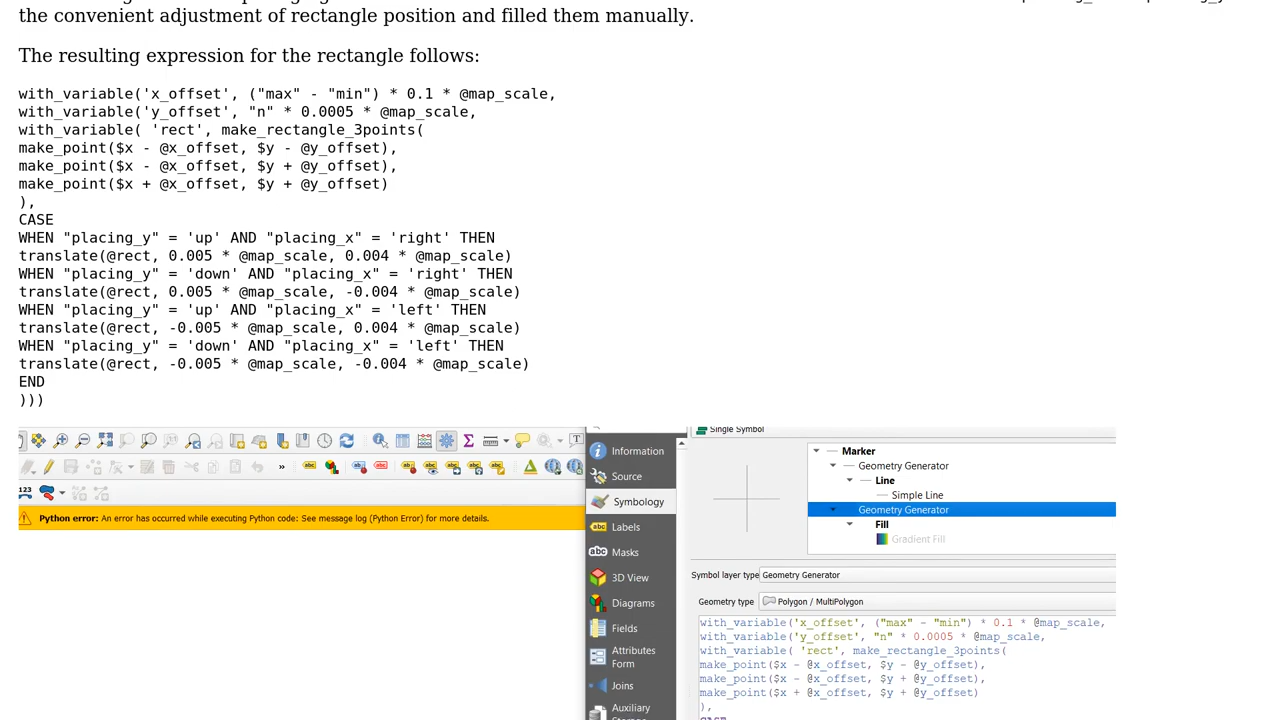 the convenient adjustment of rectangle position and filled them manually.
The resulting expression for the rectangle follows:
with_variable('x_offset', ("max" - "min") * 0.1 * @map_scale,
with_variable('y_offset', "n" * 0.0005 * @map_scale,
with_variable( 'rect', make_rectangle_3points(
make_point($x - @x_offset, $y - @y_offset),
make_point($x - @x_offset, $y + @y_offset),
make_point($x + @x_offset, $y + @y_offset)
),
CASE
WHEN "placing_y" = 'up' AND "placing_x" = 'right' THEN
translate(@rect, 0.005 * @map_scale, 0.004 * @map_scale)
WHEN "placing_y" = 'down' AND "placing_x" = 'right' THEN
translate(@rect, 0.005 * @map_scale, -0.004 * @map_scale)
WHEN "placing_y" = 'up' AND "placing_x" = 'left' THEN
translate(@rect, -0.005 * @map_scale, 0.004 * @map_scale)
WHEN "placing_y" = 'down' AND "placing_x" = 'left' THEN
translate(@rect, -0.005 * @map_scale, -0.004 * @map_scale)
END
)))
123
Python error: An error has occurred while executing Python code: See message log (Python Error) for more details.
Information
Source
Symbology
abc Labels
abc Masks
3D View
Diagrams
Fields
Attributes
Form
Joins
Auxiliary
Single Symbol
Marker
Geometry Generator
Line
Simple Line
Geometry Generator
Fill
Gradient Fill
Symbol layer type Geometry Generator
Geometry type Polygon / MultiPolygon
with_variable('x_offset', ("max" - "min") * 0.1 * @map_scale,
with_variable('y_offset', "n" * 0.0005 * @map_scale,
with_variable( 'rect', make_rectangle_3points(
make_point($x - @x_offset, $y - @y_offset),
make_point($x - @x_offset, $y + @y_offset),
make_point($x + @x_offset, $y + @y_offset)
),